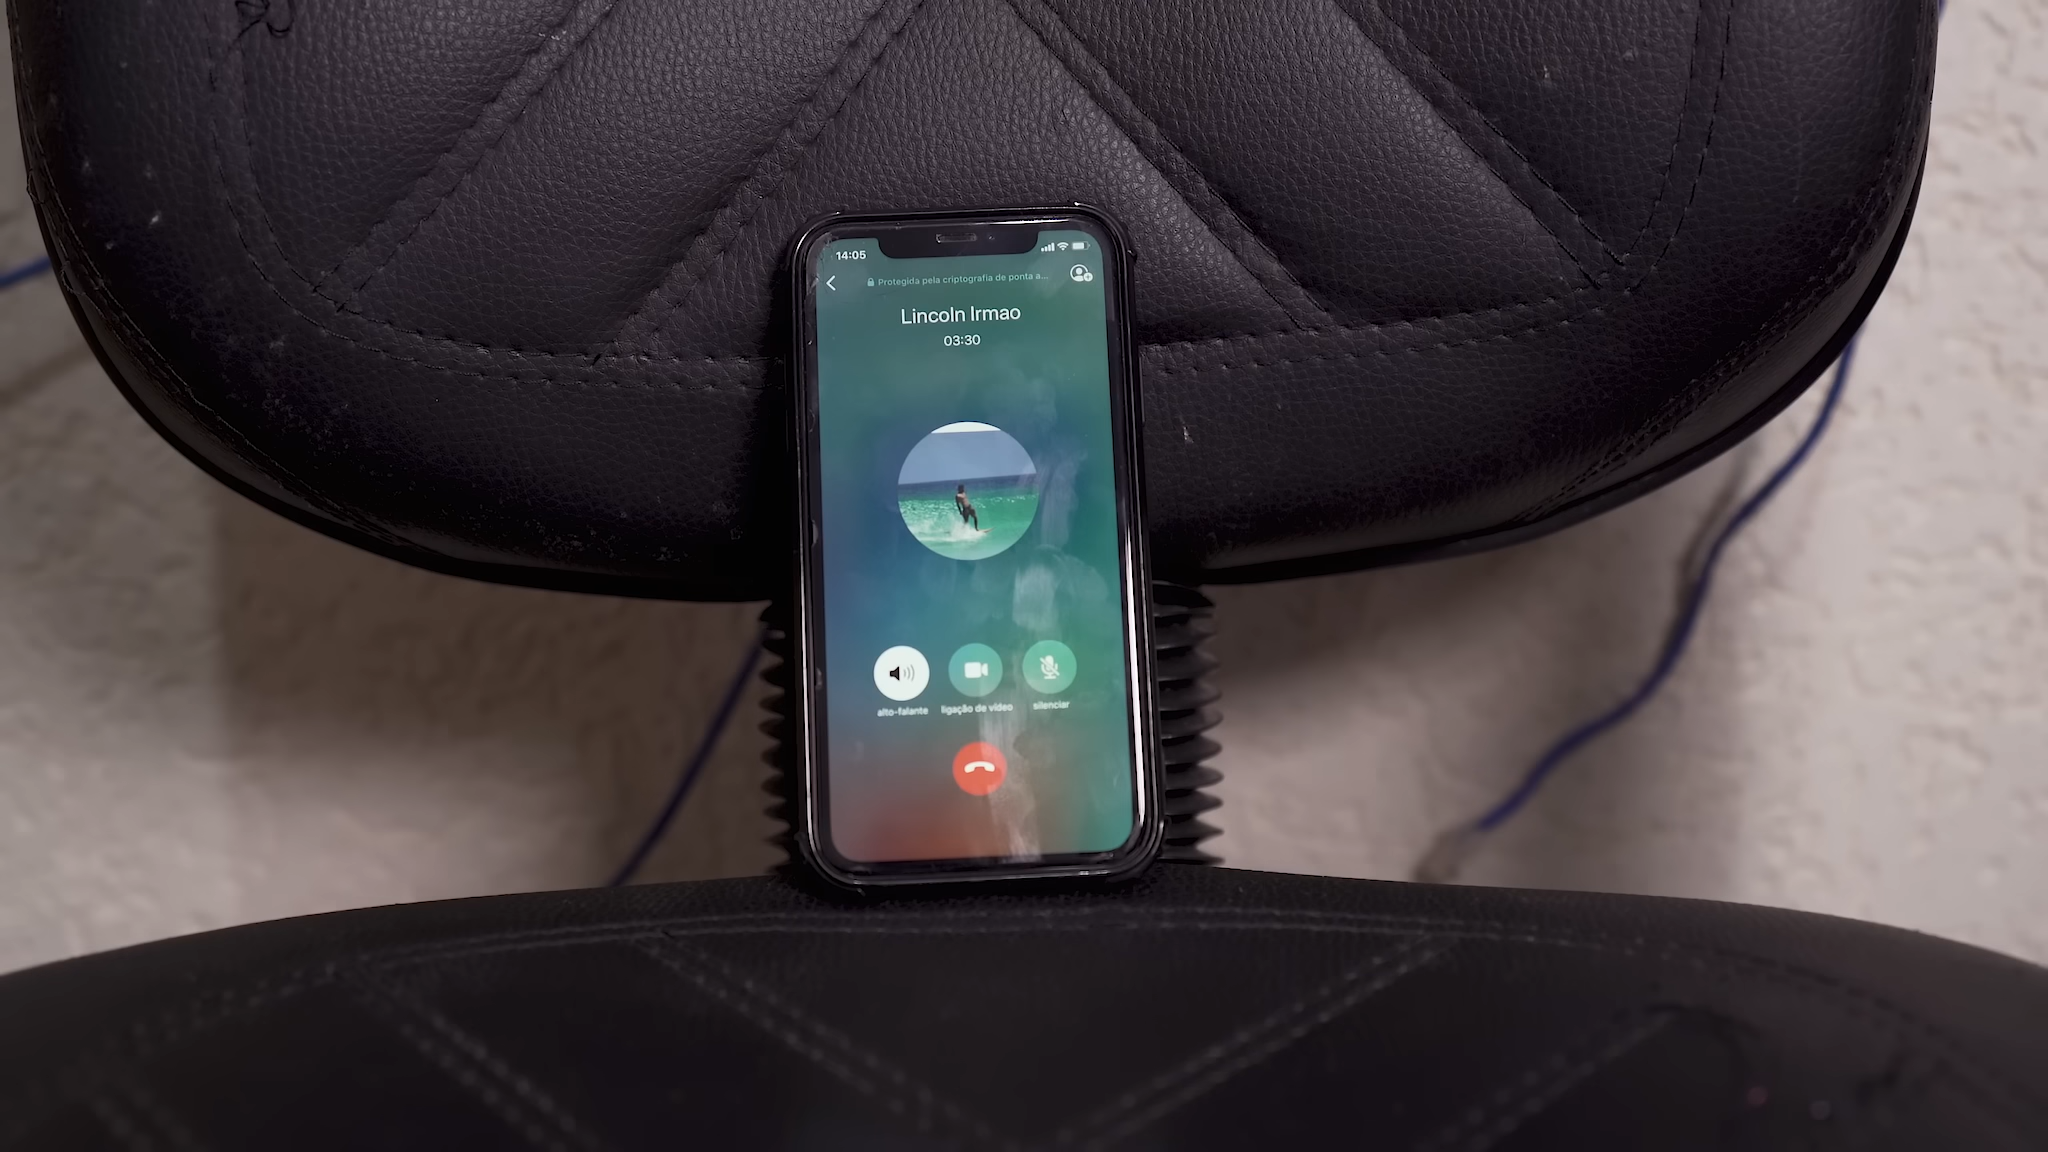 14:05
Protegida pela criptografia de ponta a...
Lincoln Irmao
03:30
alto-falante
ligação de vídeo
silenciar